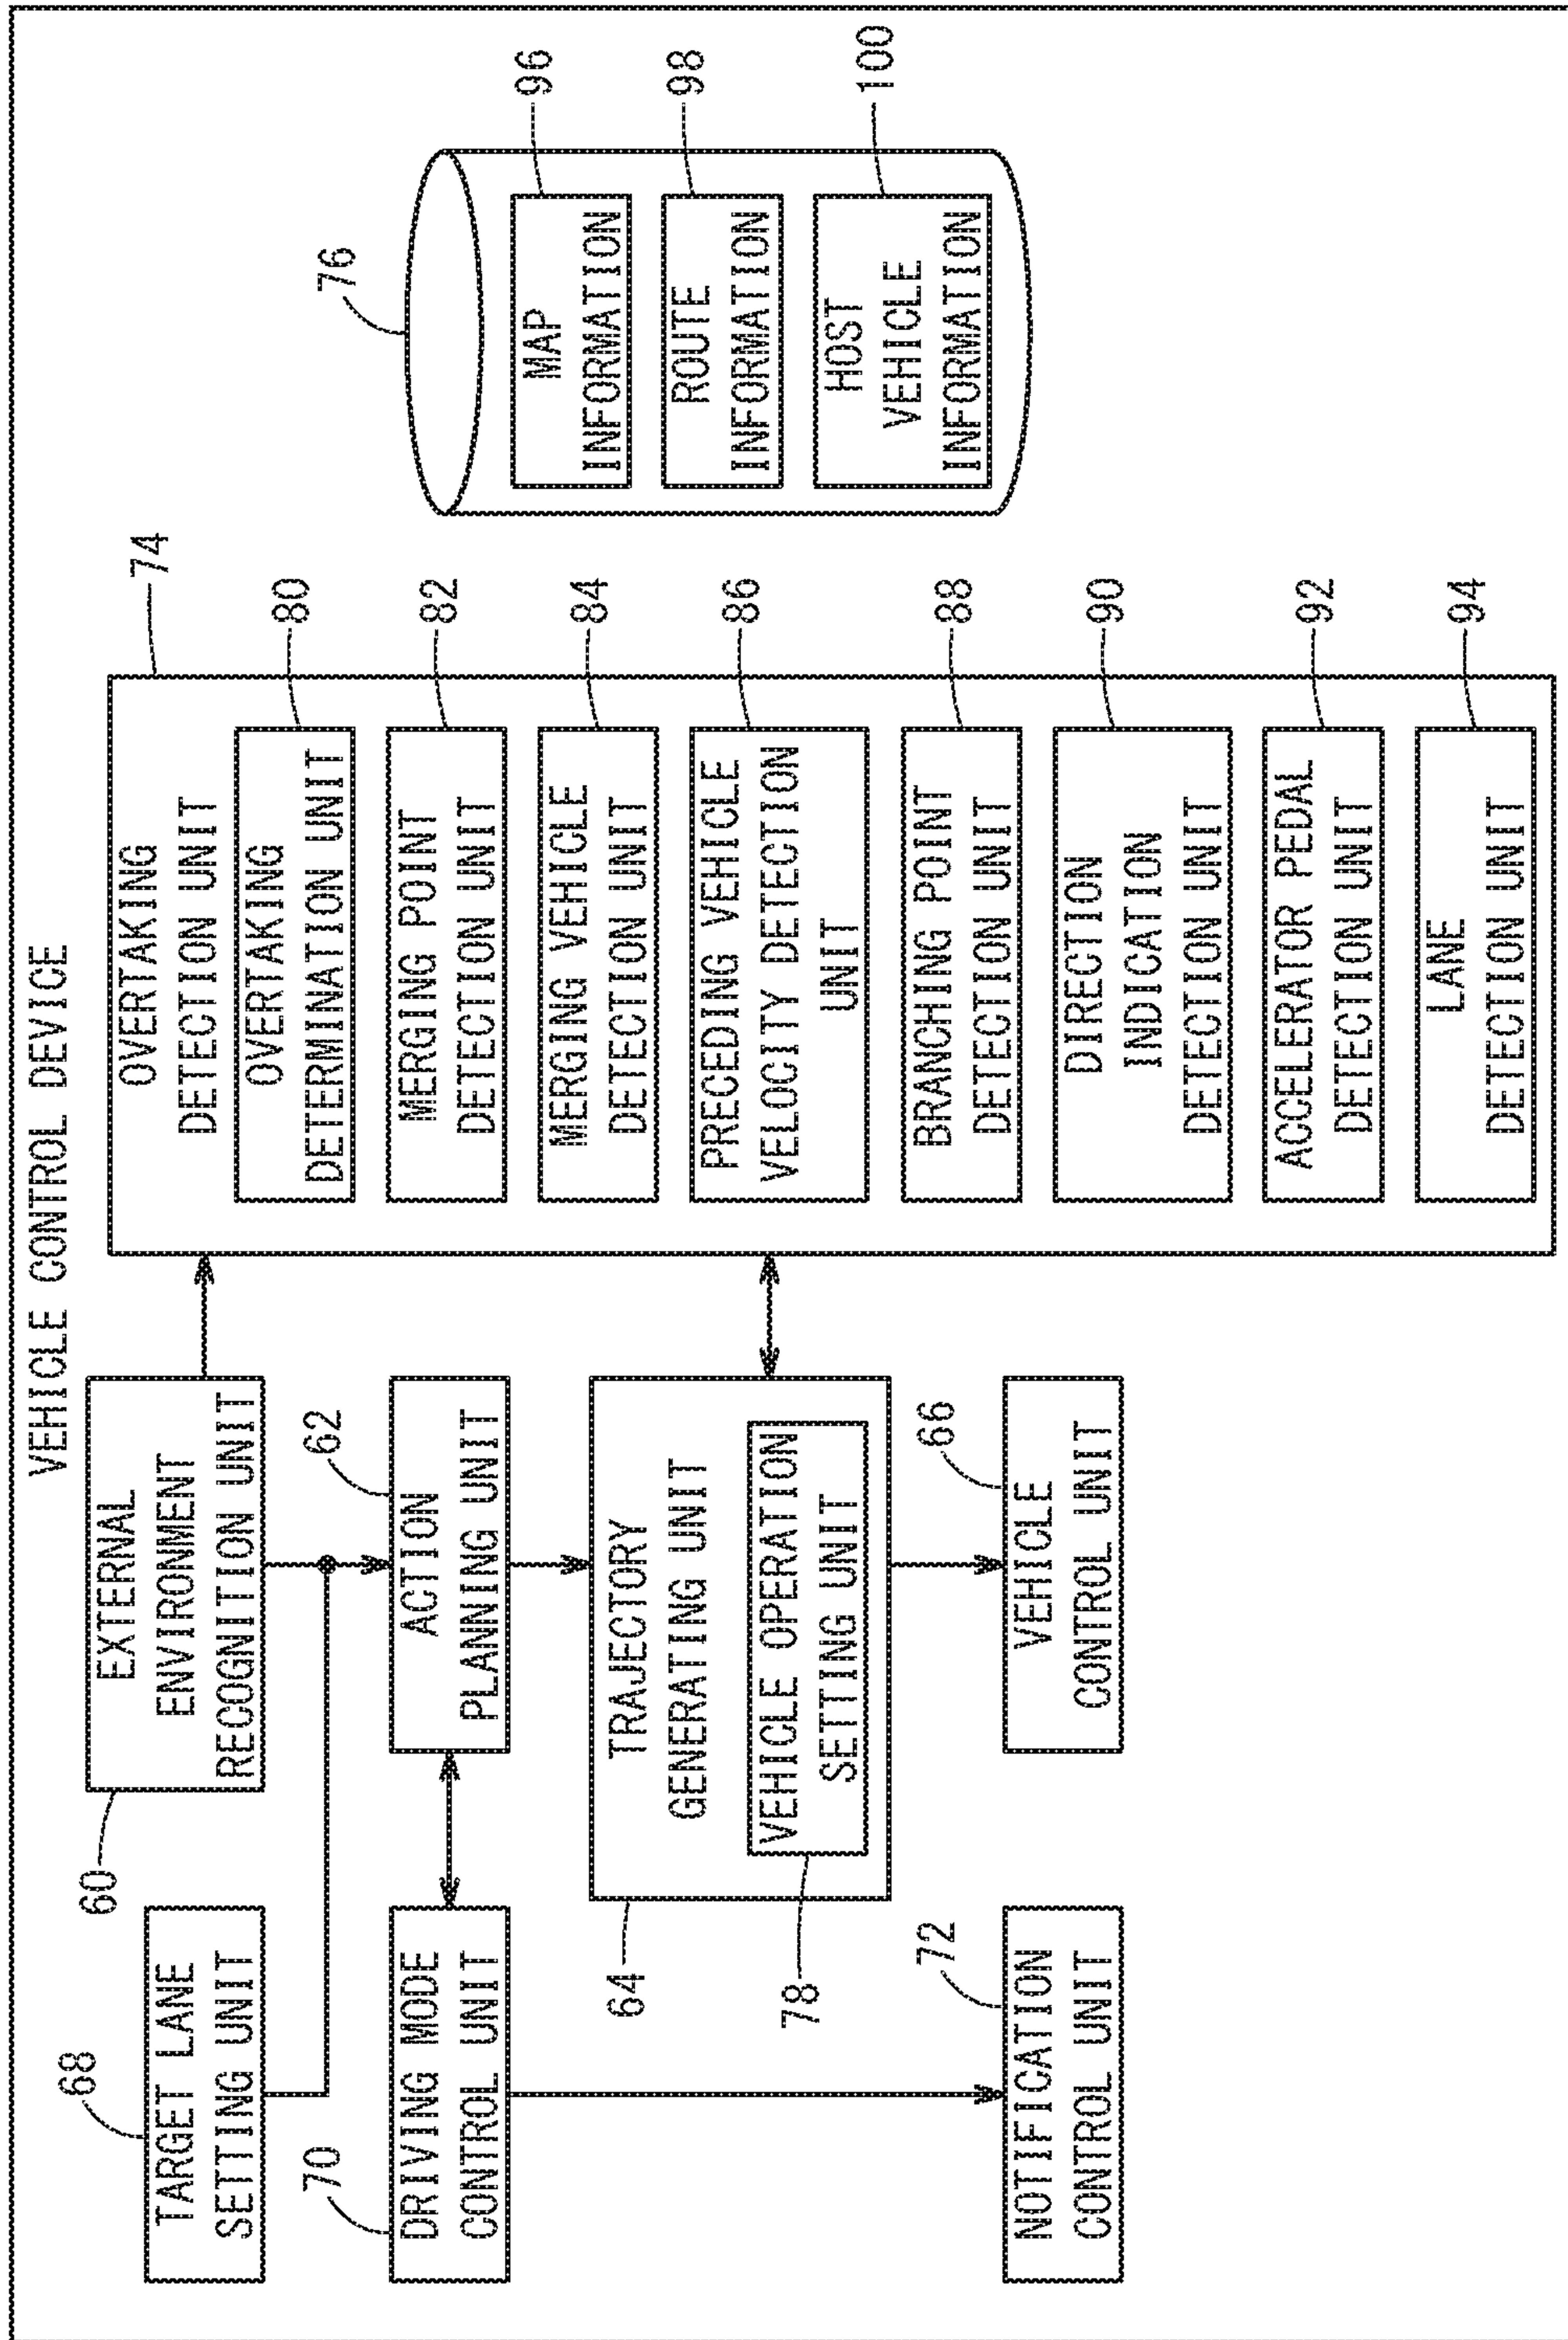 VEHICLE CONTROL DEVICE
68
TARGET LANE
SETTING UNIT
60
EXTERNAL
ENVIRONMENT
RECOGNITION UNIT
70
DRIVING MODE
CONTROL UNIT
62
ACTION
PLANNING UNIT
64
TRAJECTORY
GENERATING UNIT
78
VEHICLE OPERATION
SETTING UNIT
72
NOTIFICATION
CONTROL UNIT
66
VEHICLE
CONTROL UNIT
74
OVERTAKING
DETECTION UNIT
OVERTAKING
DETERMINATION UNIT
80
MERGING POINT
DETECTION UNIT
82
MERGING VEHICLE
DETECTION UNIT
84
PRECEDING VEHICLE
VELOCITY DETECTION
UNIT
86
BRANCHING POINT
DETECTION UNIT
88
DIRECTION
INDICATION
DETECTION UNIT
90
ACCELERATOR PEDAL
DETECTION UNIT
92
LANE
DETECTION UNIT
94
76
MAP
INFORMATION
96
ROUTE
INFORMATION
98
HOST
VEHICLE
INFORMATION
100